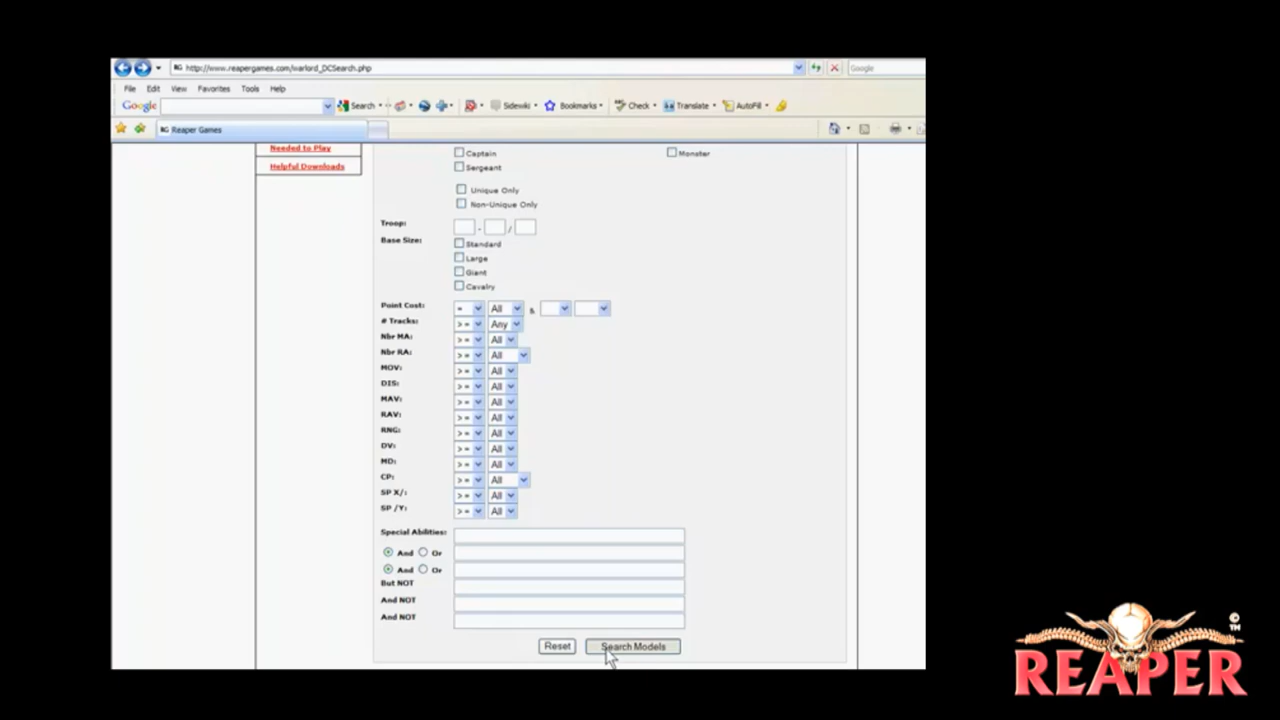 http://www.reapergames.com/warlord_DCSearch.php
Google
File Edit View Favorites Tools Help
Google Search Sidewiki Bookmarks Check Translate AutoFill
RG Reaper Games
Needed to Play
Helpful Downloads
Captain Monster
Sergeant
Unique Only
Non-Unique Only
Troop: - /
Base Size: Standard
Large
Giant
Cavalry
Point Cost: = All &
# Tracks: >= Any
Nbr MA: >= All
Nbr RA: >= All
MOV: >= All
DIS: >= All
MAV: >= All
RAV: >= All
RNG: >= All
DV: >= All
MD: >= All
CP: >= All
SP X/: >= All
SP /Y: >= All
Special Abilities:
And Or
And Or
But NOT
And NOT
And NOT
Reset Search Models
©
TM
REAPER